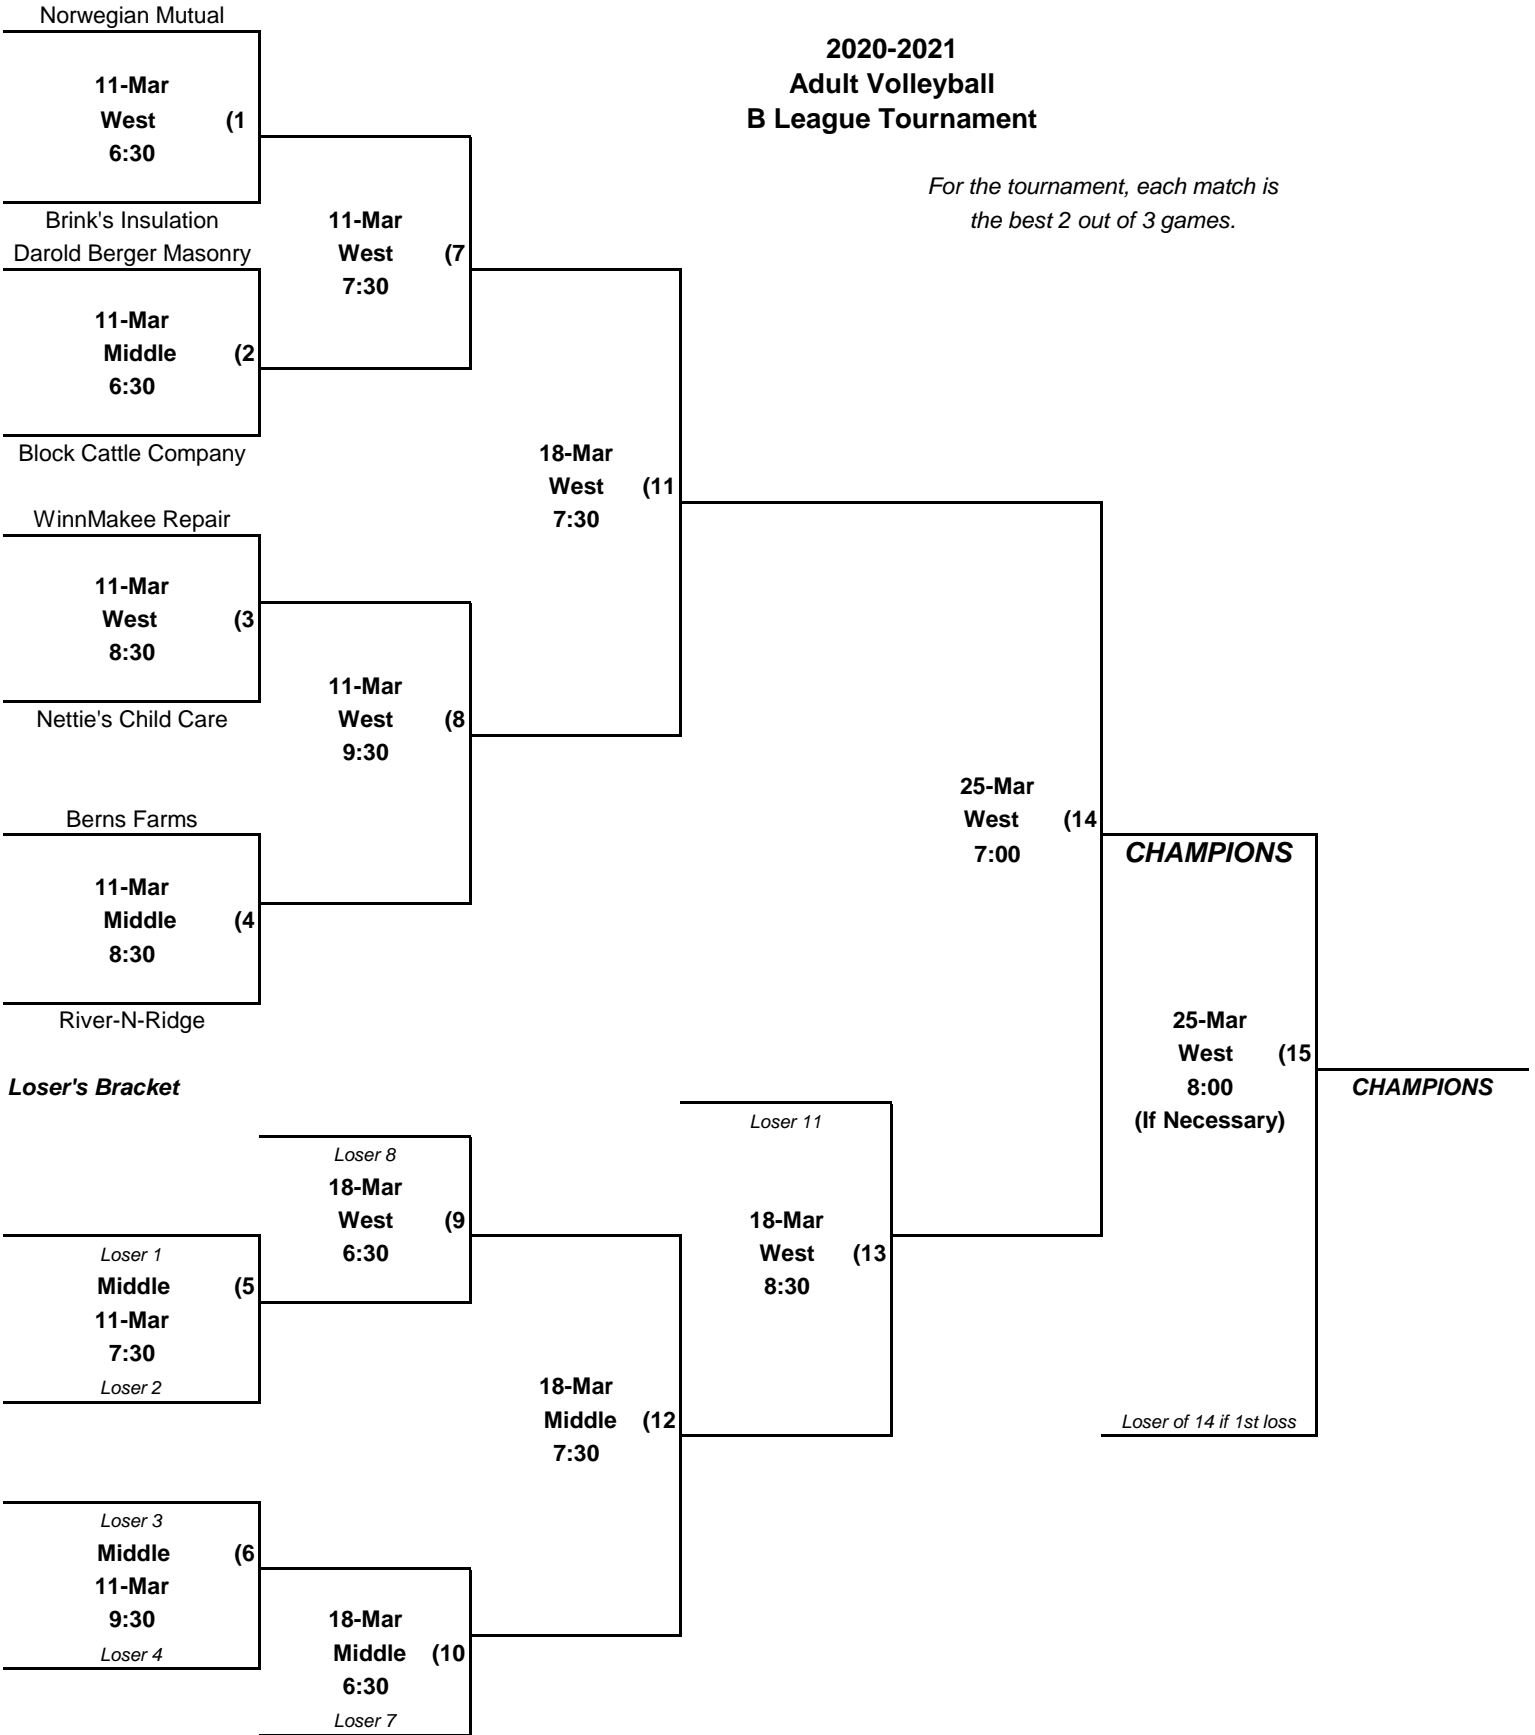 Norwegian Mutual
2020-2021
Adult Volleyball
B League Tournament
11-Mar
West (1
6:30
For the tournament, each match is
the best 2 out of 3 games.
Brink's Insulation
Darold Berger Masonry
11-Mar
West (7
7:30
11-Mar
Middle (2
6:30
Block Cattle Company
18-Mar
West (11
7:30
WinnMakee Repair
11-Mar
West (3
8:30
Nettie's Child Care
11-Mar
West (8
9:30
Berns Farms
25-Mar
West (14
7:00
CHAMPIONS
11-Mar
Middle (4
8:30
River-N-Ridge
25-Mar
West (15
8:00
(If Necessary)
CHAMPIONS
Loser's Bracket
Loser 11
Loser 8
18-Mar
West (9
6:30
Loser 1
Middle (5
11-Mar
7:30
Loser 2
18-Mar
West (13
8:30
18-Mar
Middle (12
7:30
Loser of 14 if 1st loss
Loser 3
Middle (6
11-Mar
9:30
Loser 4
18-Mar
Middle (10
6:30
Loser 7